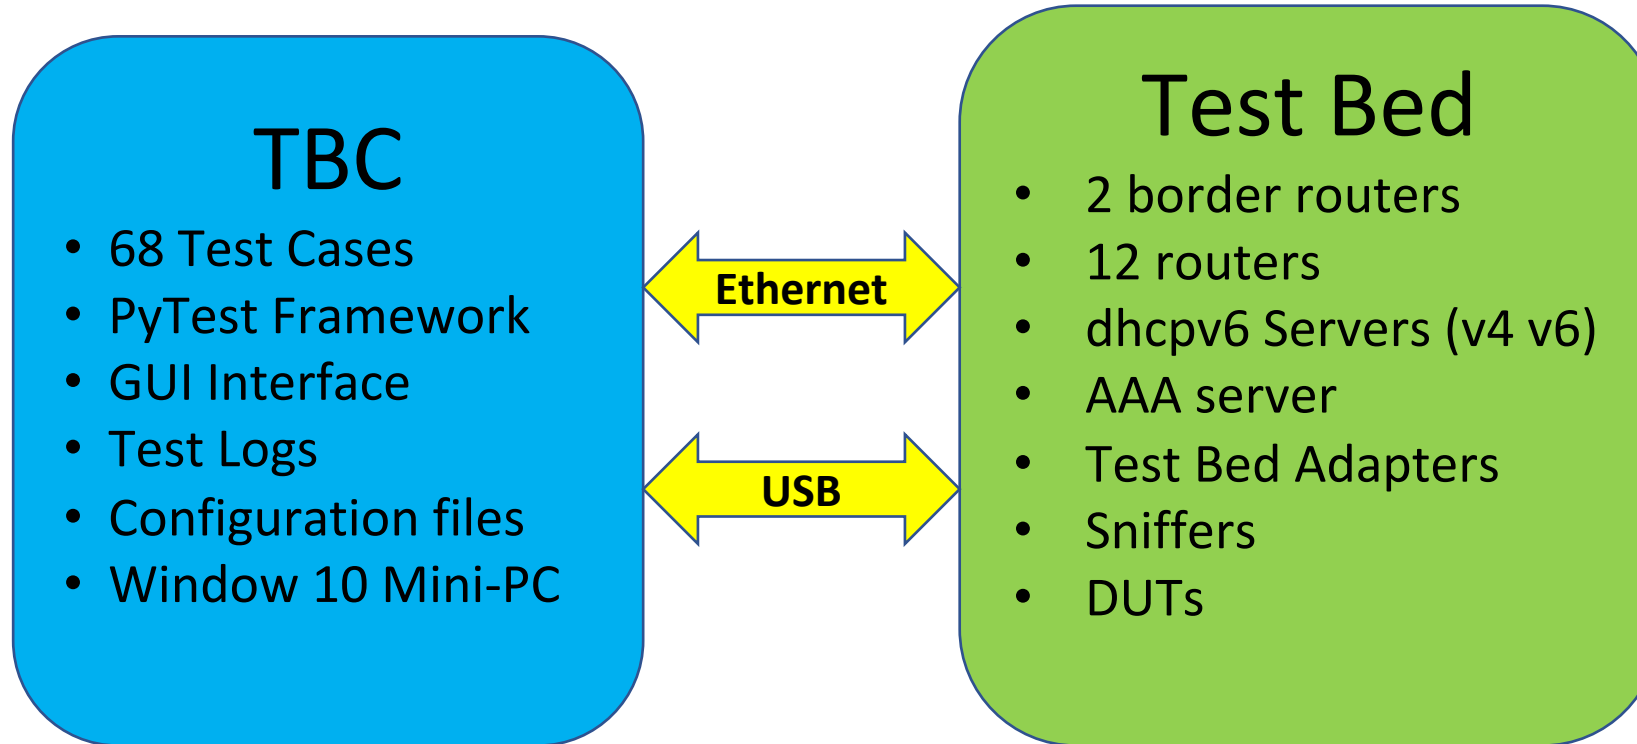 TBC
• 68 Test Cases
• PyTest Framework
• GUI Interface
• Test Logs
• Configuration files
• Window 10 Mini-PC
Ethernet
USB
Test Bed
• 2 border routers
• 12 routers
• dhcpv6 Servers (v4 v6)
• AAA server
• Test Bed Adapters
• Sniffers
• DUTs